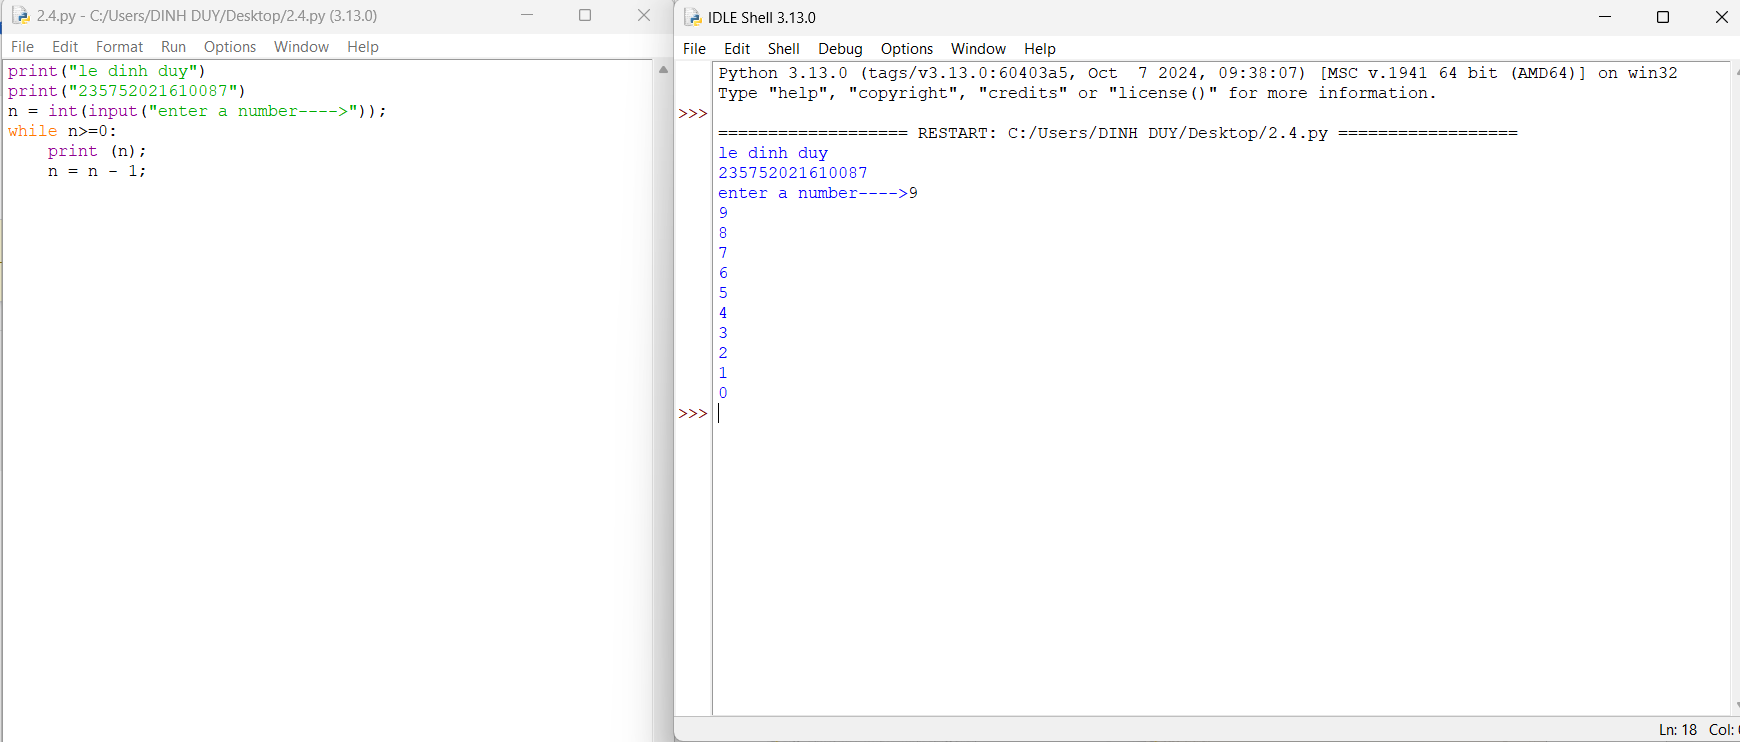 2.4.py - C:/Users/DINH DUY/Desktop/2.4.py (3.13.0)
File Edit Format Run Options Window Help
print("le dinh duy")
print("235752021610087")
n = int(input("enter a number---->"));
while n>=0:
    print (n);
    n = n - 1;
IDLE Shell 3.13.0
File Edit Shell Debug Options Window Help
Python 3.13.0 (tags/v3.13.0:60403a5, Oct  7 2024, 09:38:07) [MSC v.1941 64 bit (AMD64)] on win32
Type "help", "copyright", "credits" or "license()" for more information.
>>>
=================== RESTART: C:/Users/DINH DUY/Desktop/2.4.py ==================
le dinh duy
235752021610087
enter a number---->9
9
8
7
6
5
4
3
2
1
0
>>>
Ln: 18 Col: